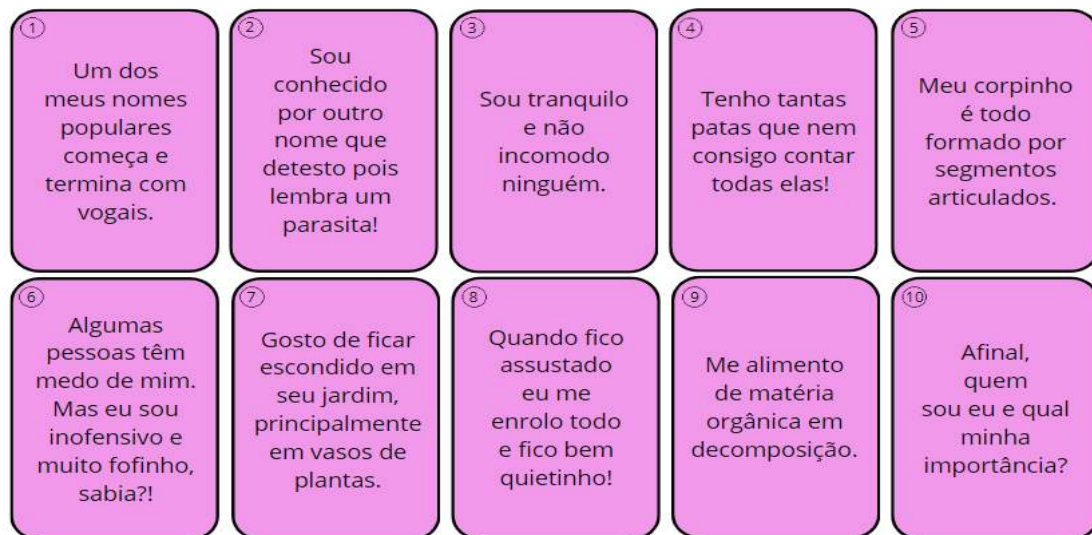 1
Um dos
meus nomes
populares
começa e
termina com
vogais.
2
Sou
conhecido
por outro
nome que
detesto pois
lembra um
parasita!
3
Sou tranquilo
e não
incomodo
ninguém.
4
Tenho tantas
patas que nem
consigo contar
todas elas!
5
Meu corpinho
é todo
formado por
segmentos
articulados.
6
Algumas
pessoas têm
medo de mim.
Mas eu sou
inofensivo e
muito fofinho,
sabia?!
7
Gosto de ficar
escondido em
seu jardim,
principalmente
em vasos de
plantas.
8
Quando fico
assustado
eu me
enrolo todo
e fico bem
quietinho!
9
Me alimento
de matéria
orgânica em
decomposição.
10
Afinal,
quem
sou eu e qual
minha
importância?